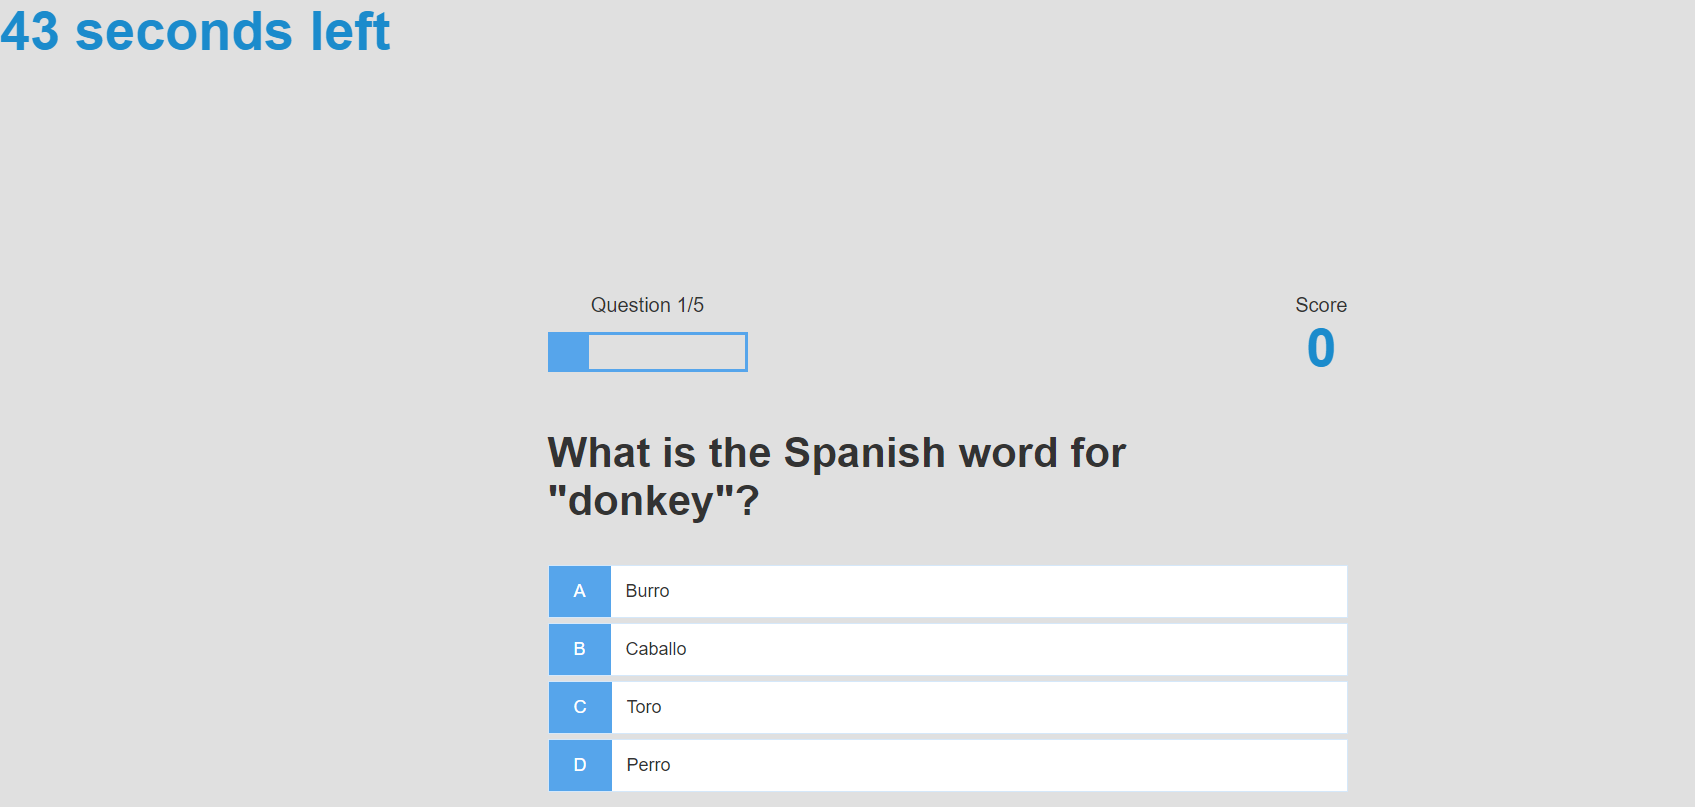 43 seconds left
Question 1/5
Score
0
What is the Spanish word for
"donkey"?
A Burro
B Caballo
C Toro
D Perro